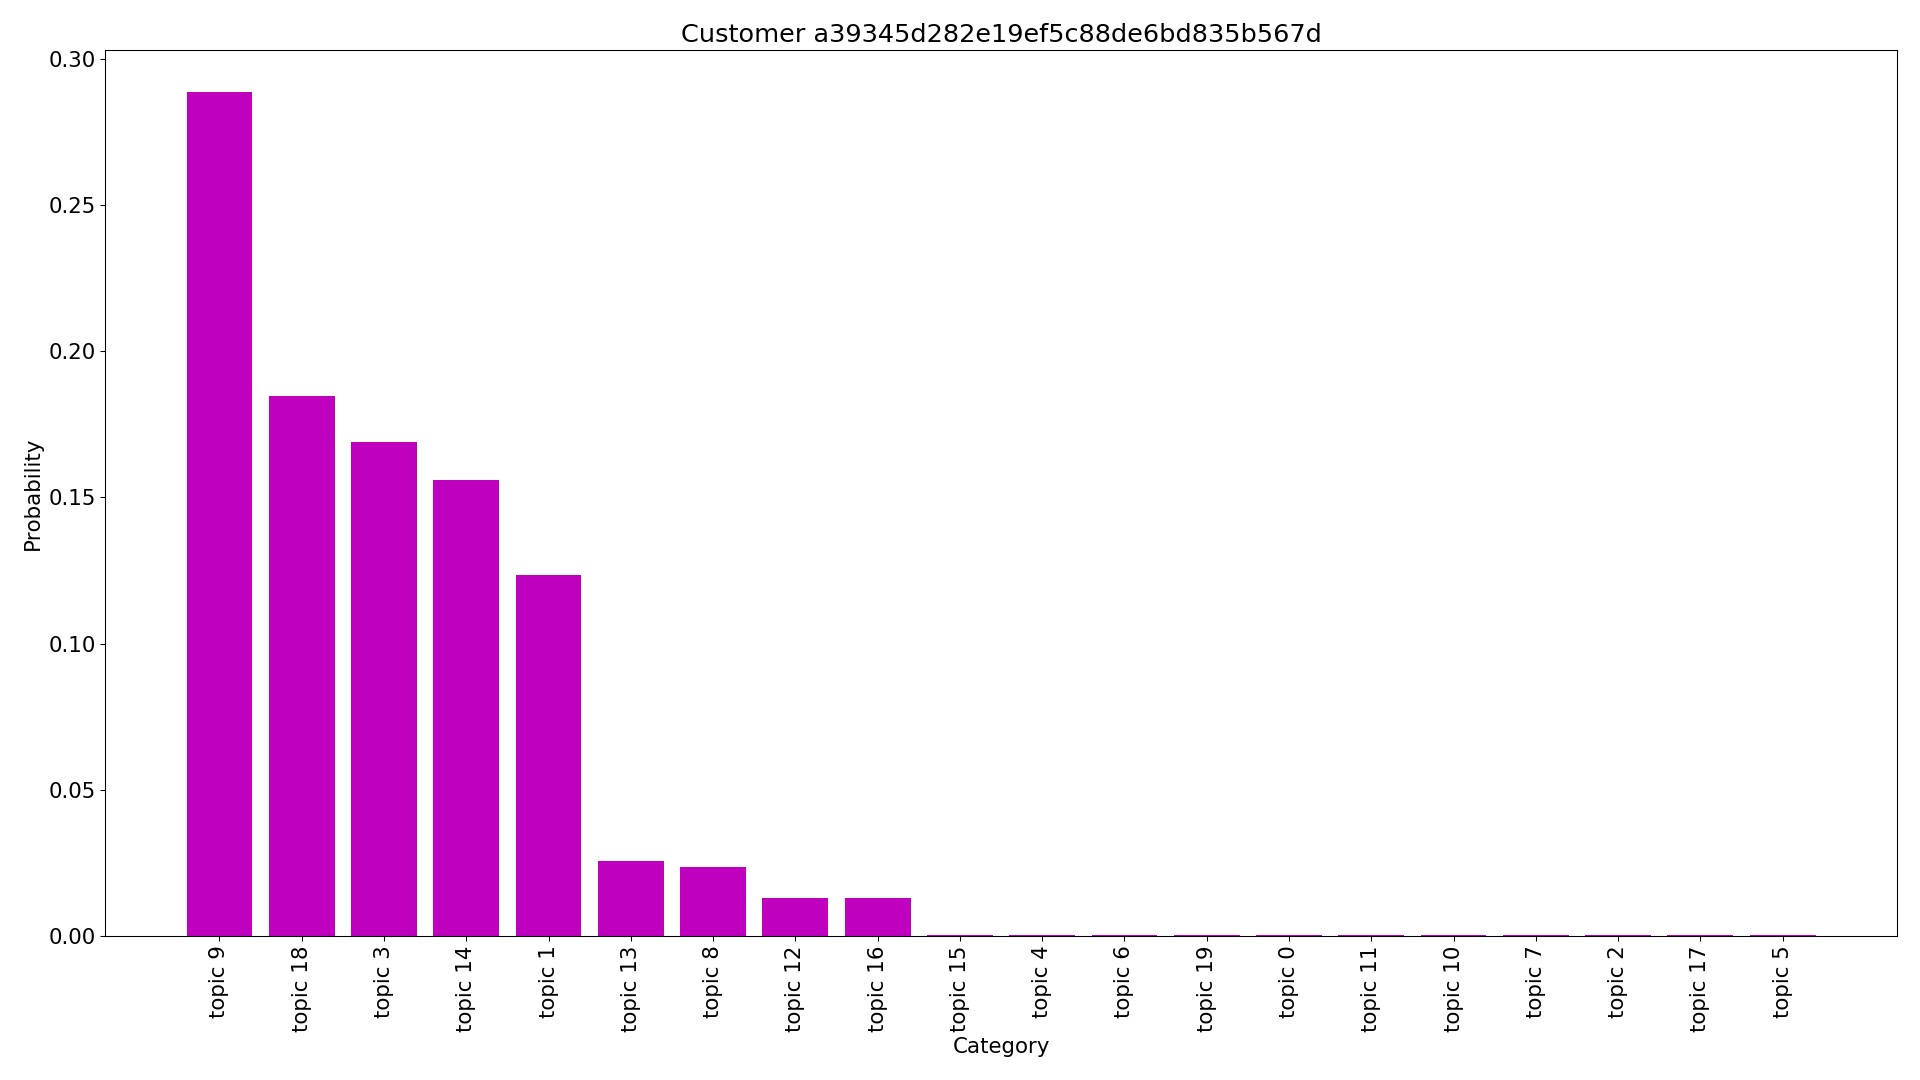 Customer a39345d282e19ef5c88de6bd835b567d
0.30
0.25
0.20
0.15
0.10
0.05
0.00
Probability
topic 9
topic 18
topic 3
topic 14
topic 1
topic 13
topic 8
topic 12
topic 16
topic 15
topic 4
topic 6
topic 19
topic 0
topic 11
topic 10
topic 7
topic 2
topic 17
topic 5
Category